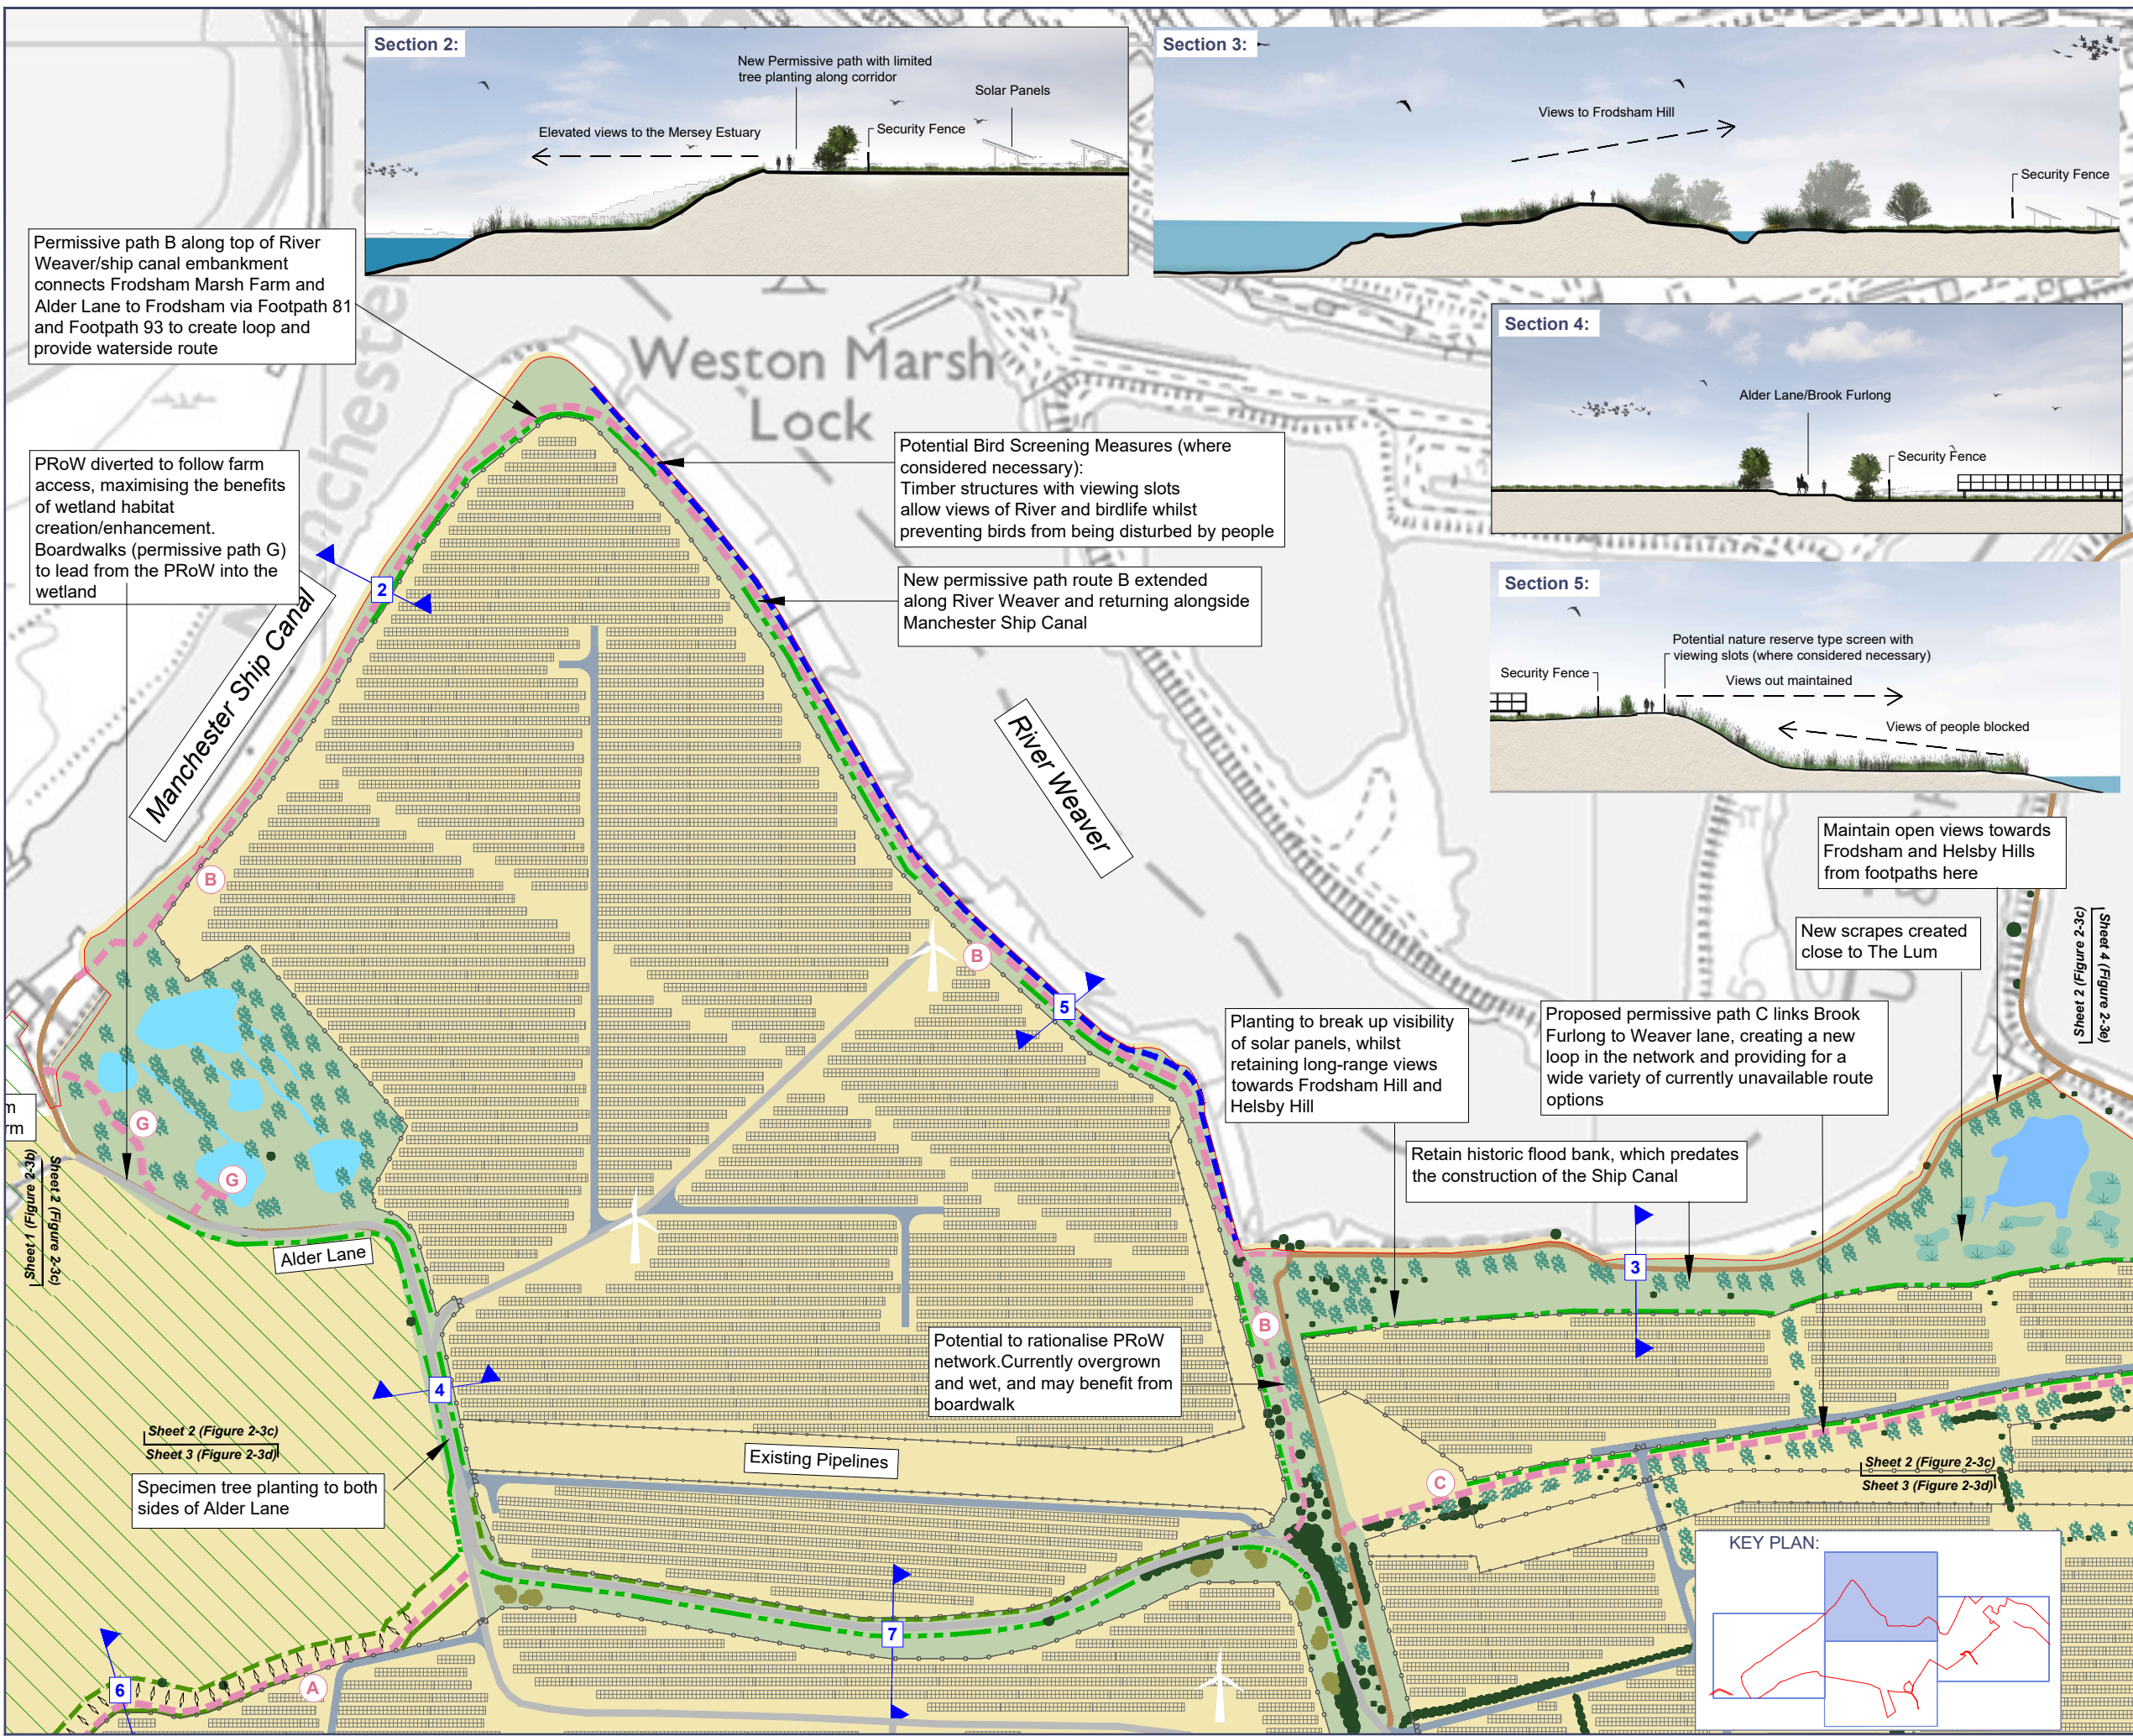 Section 2:
New Permissive path with limited
tree planting along corridor
Solar Panels
Elevated views to the Mersey Estuary
Security Fence
Section 3:
Views to Frodsham Hill
Security Fence
Permissive path B along top of River
Weaver/ship canal embankment
connects Frodsham Marsh Farm and
Alder Lane to Frodsham via Footpath 81
and Footpath 93 to create loop and
provide waterside route
Section 4:
Alder Lane/Brook Furlong
Security Fence
Weston Marsh
Lock
PRoW diverted to follow farm
access, maximising the benefits
of wetland habitat
creation/enhancement.
Boardwalks (permissive path G)
to lead from the PRoW into the
wetland
Potential Bird Screening Measures (where
considered necessary):
Timber structures with viewing slots
allow views of River and birdlife whilst
preventing birds from being disturbed by people
New permissive path route B extended
along River Weaver and returning alongside
Manchester Ship Canal
Section 5:
Potential nature reserve type screen with
viewing slots (where considered necessary)
Security Fence
Views out maintained
Views of people blocked
2
Manchester Ship Canal
River Weaver
Maintain open views towards
Frodsham and Helsby Hills
from footpaths here
New scrapes created
close to The Lum
Sheet 2 (Figure 2-3c)
Sheet 4 (Figure 2-3e)
B
B
5
Planting to break up visibility
of solar panels, whilst
retaining long-range views
towards Frodsham Hill and
Helsby Hill
Proposed permissive path C links Brook
Furlong to Weaver lane, creating a new
loop in the network and providing for a
wide variety of currently unavailable route
options
Retain historic flood bank, which predates
the construction of the Ship Canal
m
rm
G
G
Sheet 1 (Figure 2-3b)
Sheet 2 (Figure 2-3c)
Alder Lane
3
B
Potential to rationalise PRoW
network.Currently overgrown
and wet, and may benefit from
boardwalk
4
Sheet 2 (Figure 2-3c)
Sheet 3 (Figure 2-3d)
Existing Pipelines
Specimen tree planting to both
sides of Alder Lane
C
Sheet 2 (Figure 2-3c)
Sheet 3 (Figure 2-3d)
KEY PLAN:
7
6
A